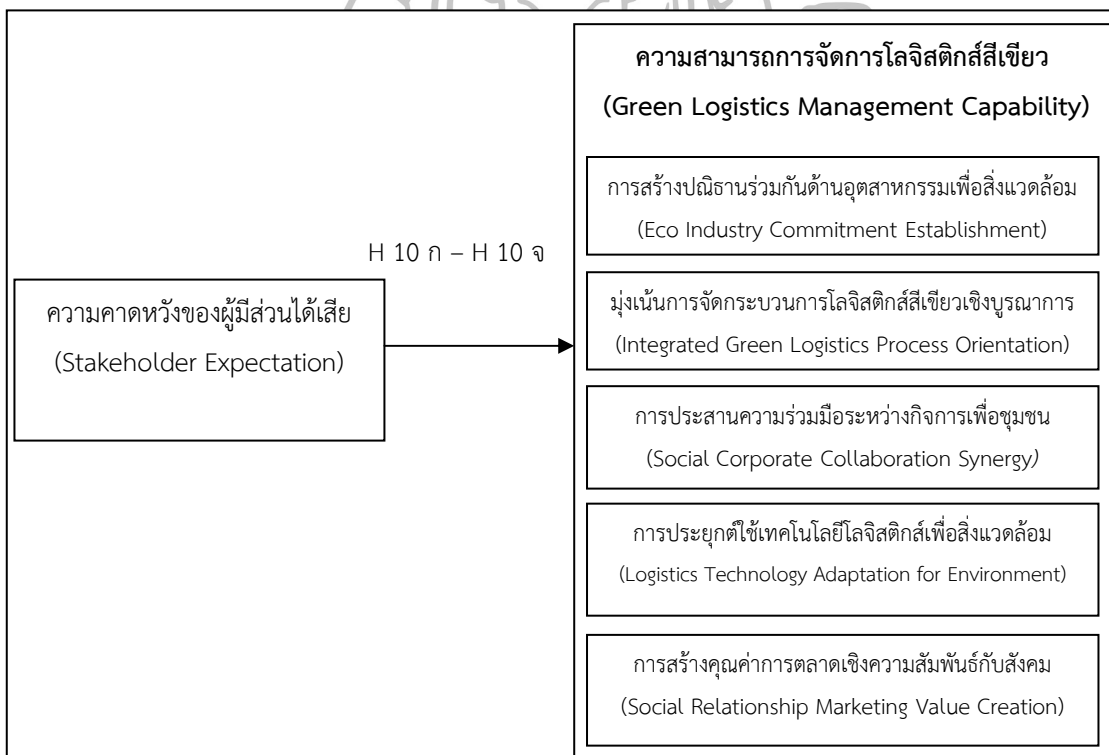 ความสามารถการจัดการโลจิสติกส์สีเขียว
(Green Logistics Management Capability)
การสร้างปณิธานร่วมกันด้านอุตสาหกรรมเพื่อสิ่งแวดล้อม
(Eco Industry Commitment Establishment)
H 10 ก – H 10 จ
ความคาดหวังของผู้มีส่วนได้เสีย
(Stakeholder Expectation)
มุ่งเน้นการจัดกระบวนการโลจิสติกส์สีเขียวเชิงบูรณาการ
(Integrated Green Logistics Process Orientation)
การประสานความร่วมมือระหว่างกิจการเพื่อชุมชน
(Social Corporate Collaboration Synergy)
การประยุกต์ใช้เทคโนโลยีโลจิสติกส์เพื่อสิ่งแวดล้อม
(Logistics Technology Adaptation for Environment)
การสร้างคุณค่าการตลาดเชิงความสัมพันธ์กับสังคม
(Social Relationship Marketing Value Creation)